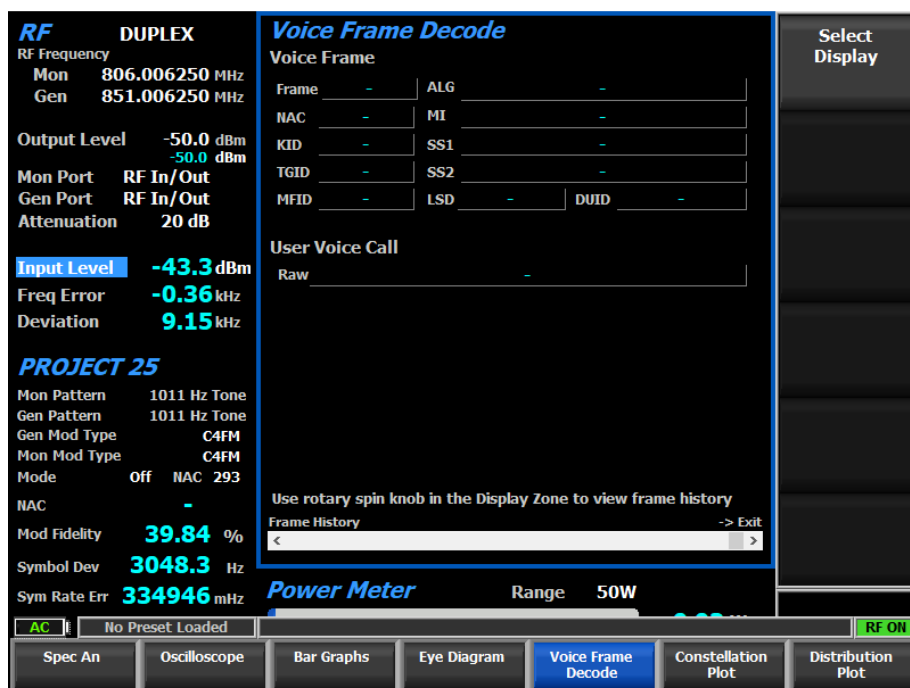 RF DUPLEX
RF Frequency
Mon 806.006250 MHz
Gen 851.006250 MHz
Output Level -50.0 dBm
-50.0 dBm
Mon Port RF In/Out
Gen Port RF In/Out
Attenuation 20 dB
Input Level -43.3 dBm
Freq Error -0.36 kHz
Deviation 9.15 kHz
PROJECT 25
Mon Pattern 1011 Hz Tone
Gen Pattern 1011 Hz Tone
Gen Mod Type C4FM
Mon Mod Type C4FM
Mode Off NAC 293
NAC -
Mod Fidelity 39.84 %
Symbol Dev 3048.3 Hz
Sym Rate Err 334946 mHz
Voice Frame Decode
Voice Frame
Frame - ALG -
NAC - MI -
KID - SS1 -
TGID - SS2 -
MFID - LSD - DUID -
User Voice Call
Raw -
Use rotary spin knob in the Display Zone to view frame history
Frame History -> Exit
< >
Power Meter Range 50W
Select
Display
AC No Preset Loaded RF ON
Spec An Oscilloscope Bar Graphs Eye Diagram Voice Frame Decode Constellation Plot Distribution Plot